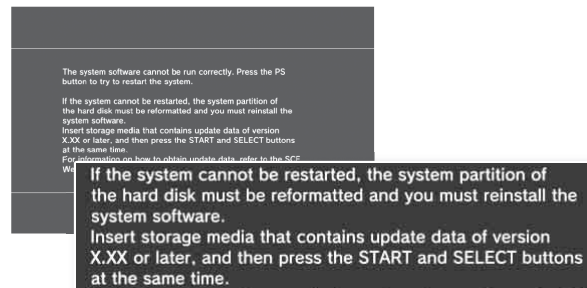 The system software cannot be run correctly. Press the PS
button to try to restart the system.
If the system cannot be restarted, the system partition of
the hard disk must be reformatted and you must reinstall the
system software.
Insert storage media that contains update data of version
X.XX or later, and then press the START and SELECT buttons
at the same time.
For information on how to obtain update data, refer to the SCE
We
If the system cannot be restarted, the system partition of
the hard disk must be reformatted and you must reinstall the
system software.
Insert storage media that contains update data of version
X.XX or later, and then press the START and SELECT buttons
at the same time.